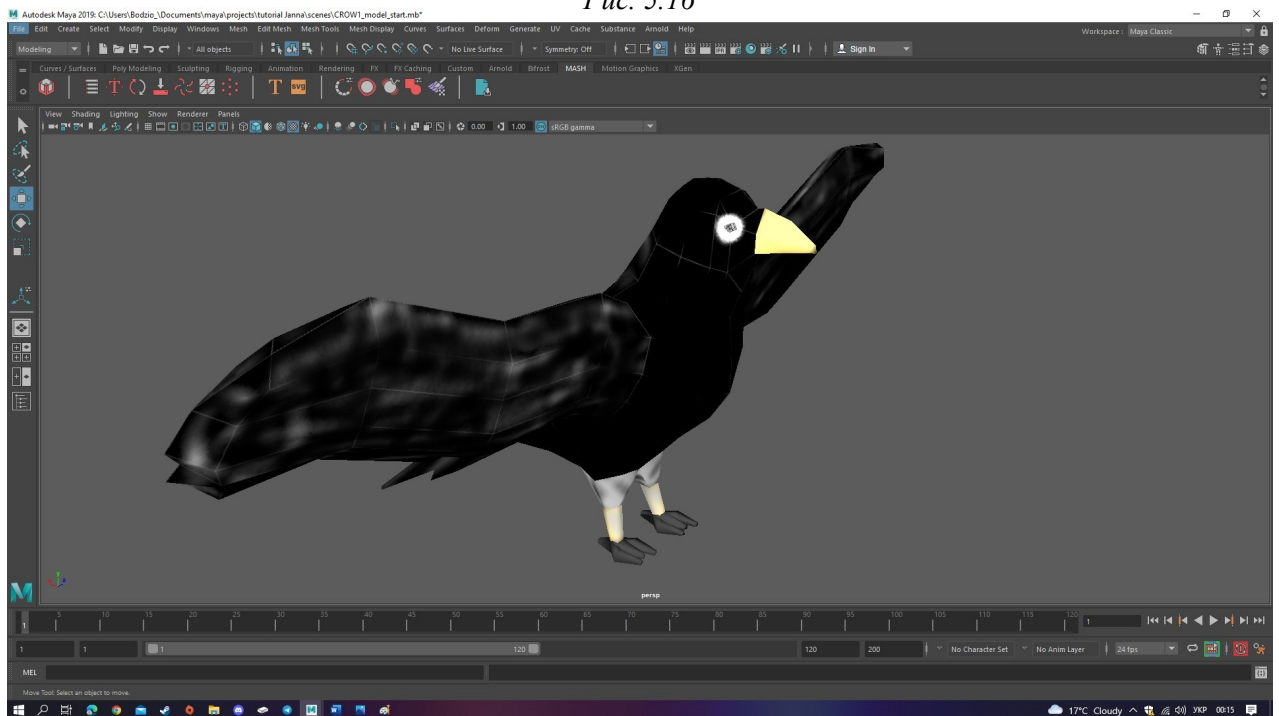 Рис. 5.16
Autodesk Maya 2019: C:\Users\Bodzio_\Documents\maya\projects\tutorial Janna\scenes\CROW1_model_start.mb*
File Edit Create Select Modify Display Windows Mesh Edit Mesh Mesh Tools Mesh Display Curves Surfaces Deform Generate UV Cache Substance Arnold Help Workspace: Maya Classic
Modeling All objects No Live Surface Symmetry: Off Sign In
Curves / Surfaces Poly Modeling Sculpting Rigging Animation Rendering FX FX Caching Custom Arnold Bifrost MASH Motion Graphics XGen
T T svg
View Shading Lighting Show Renderer Panels
0.00 1.00 sRGB gamma
persp
5 10 15 20 25 30 35 40 45 50 55 60 65 70 75 80 85 90 95 100 105 110 115 120
1 1
1 1 1 120 120 200 No Character Set No Anim Layer 24 fps
MEL
Move Tool: Select an object to move.
17°C Cloudy УКР 00:15